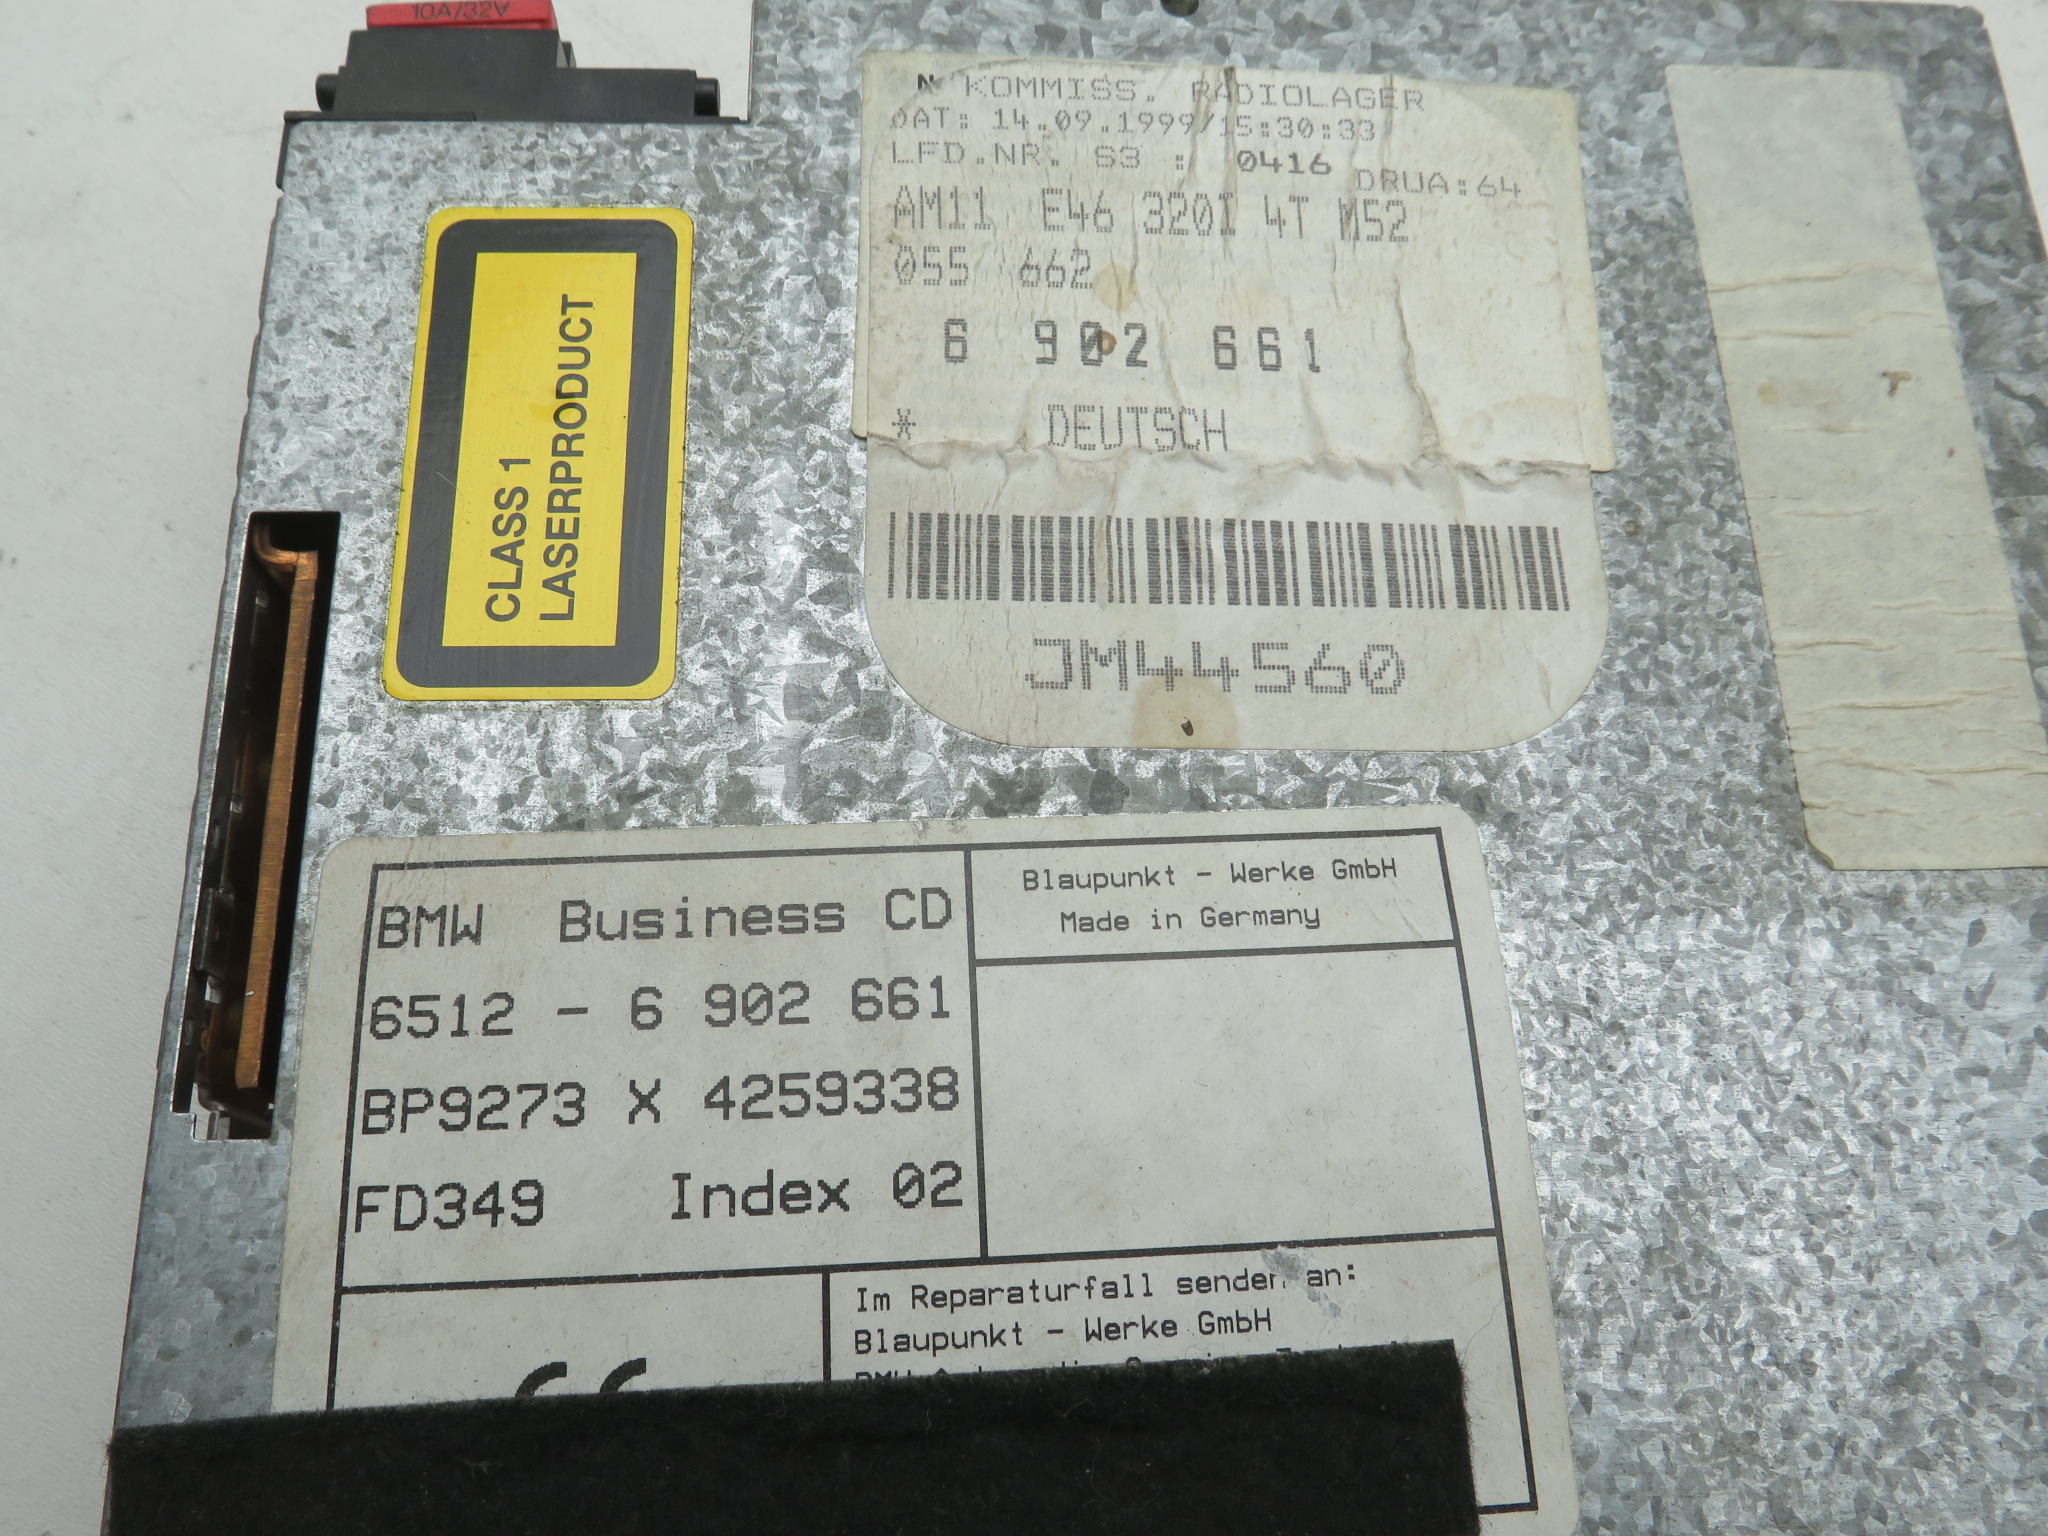 10A/32V
N KOMMISS. RADIOLAGER
DAT: 14.09.1999/15:30:33
LFD.NR. S3 : 0416 DRUA:64
AM11 E46 320I 4T M52
055 662
6 902 661
* DEUTSCH
JM44560
CLASS 1
LASERPRODUCT
BMW Business CD
6512 - 6 902 661
BP9273 X 4259338
FD349 Index 02
Blaupunkt - Werke GmbH
Made in Germany
Im Reparaturfall senden an:
Blaupunkt - Werke GmbH